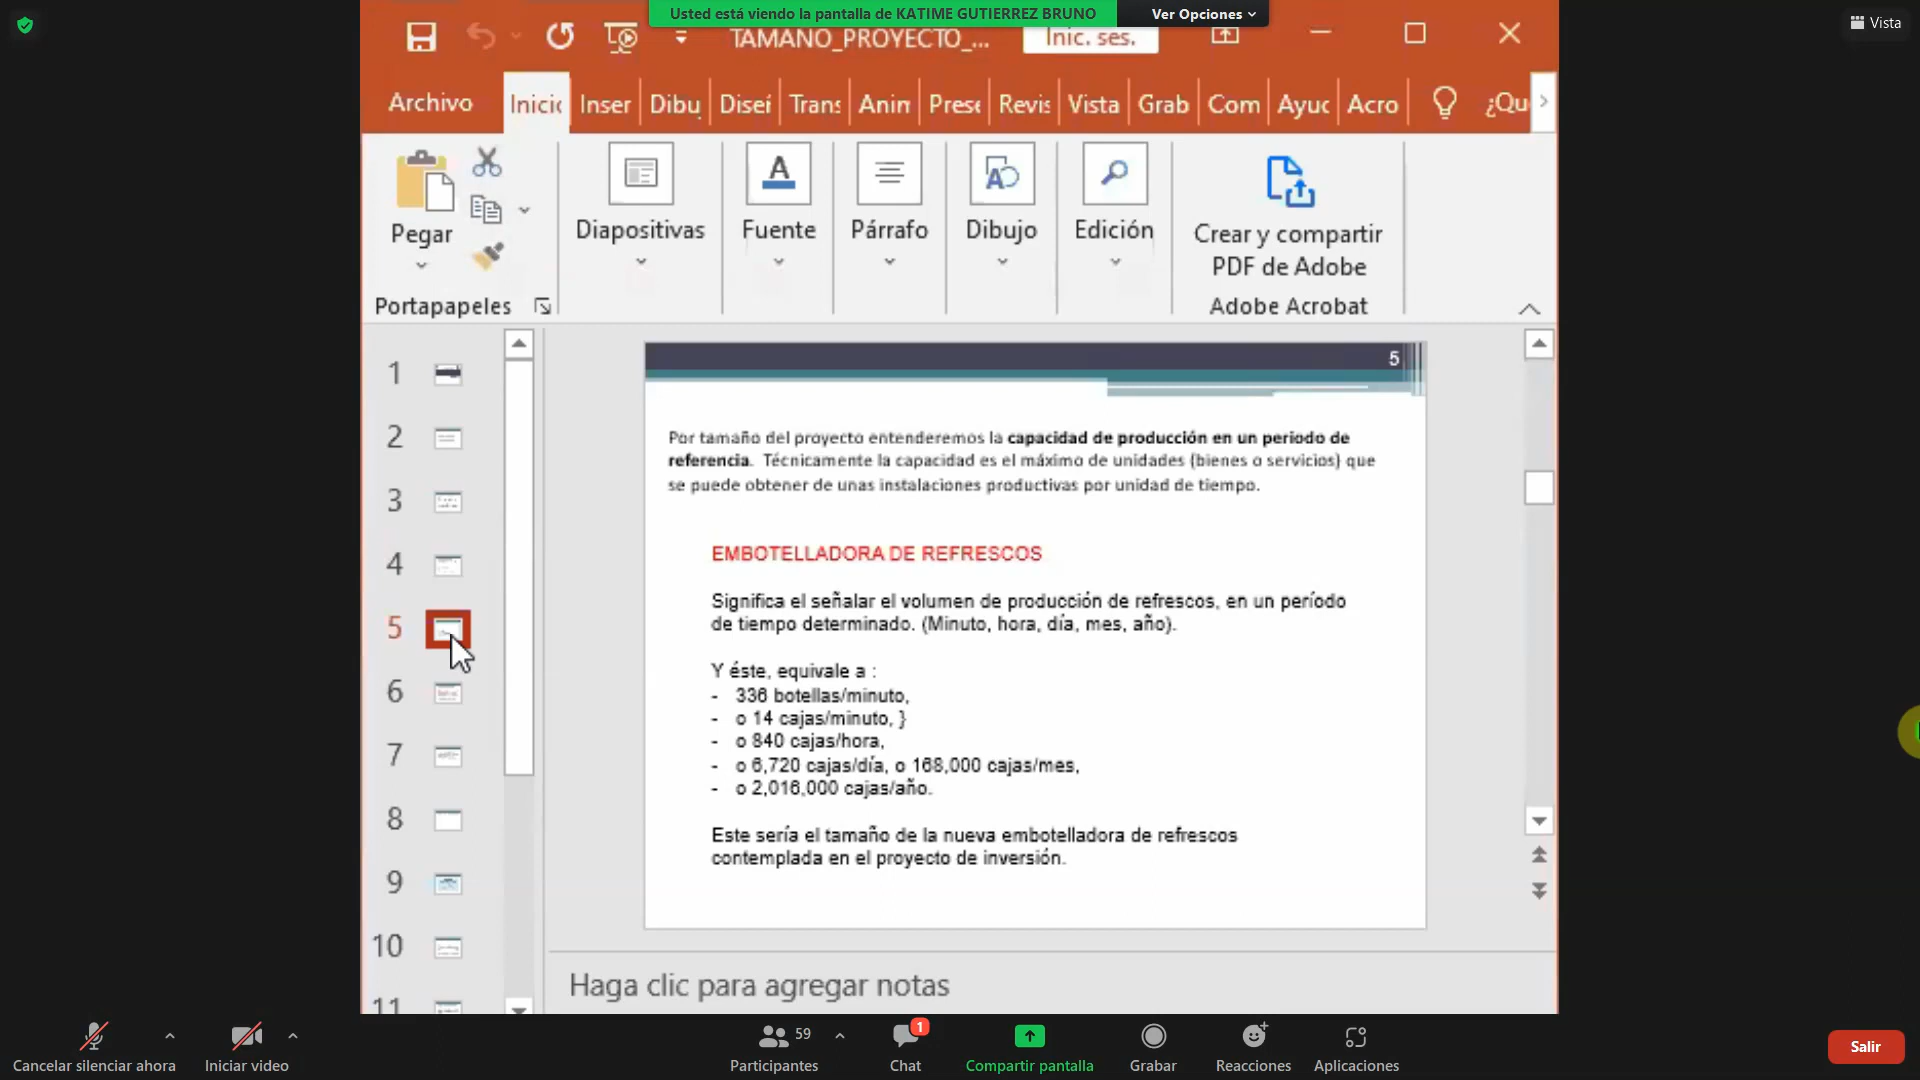 Usted está viendo la pantalla de KATIME GUTIERREZ BRUNO
Ver Opciones
Vista
TAMANO_PROYECTO_...
Inic. ses.
Archivo
Inicic
Inser
Dibu
Diseí
Trans
Anin
Prese
Revis
Vista
Grab
Com
Ayuc
Acro
¿Qu
Pegar
Diapositivas
Fuente
Párrafo
Dibujo
Edición
Crear y compartir
PDF de Adobe
Portapapeles
Adobe Acrobat
1
2
3
4
5
6
7
8
9
10
11
5
Por tamaño del proyecto entenderemos la capacidad de producción en un periodo de
referencia. Técnicamente la capacidad es el máximo de unidades (bienes o servicios) que
se puede obtener de unas instalaciones productivas por unidad de tiempo.
EMBOTELLADORA DE REFRESCOS
Significa el señalar el volumen de producción de refrescos, en un período
de tiempo determinado. (Minuto, hora, día, mes, año).
Y éste, equivale a :
- 336 botellas/minuto,
- o 14 cajas/minuto, }
- o 840 cajas/hora,
- o 6,720 cajas/día, o 168,000 cajas/mes,
- o 2,016,000 cajas/año.
Este sería el tamaño de la nueva embotelladora de refrescos
contemplada en el proyecto de inversión.
Haga clic para agregar notas
Cancelar silenciar ahora
Iniciar video
59
Participantes
1
Chat
Compartir pantalla
Grabar
Reacciones
Aplicaciones
Salir